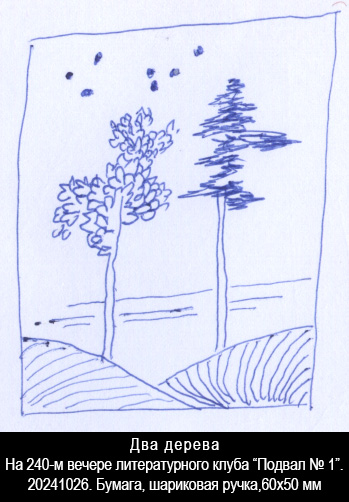 Два дерева
На 240-м вечере литературного клуба “Подвал № 1”.
20241026. Бумага, шариковая ручка,60х50 мм